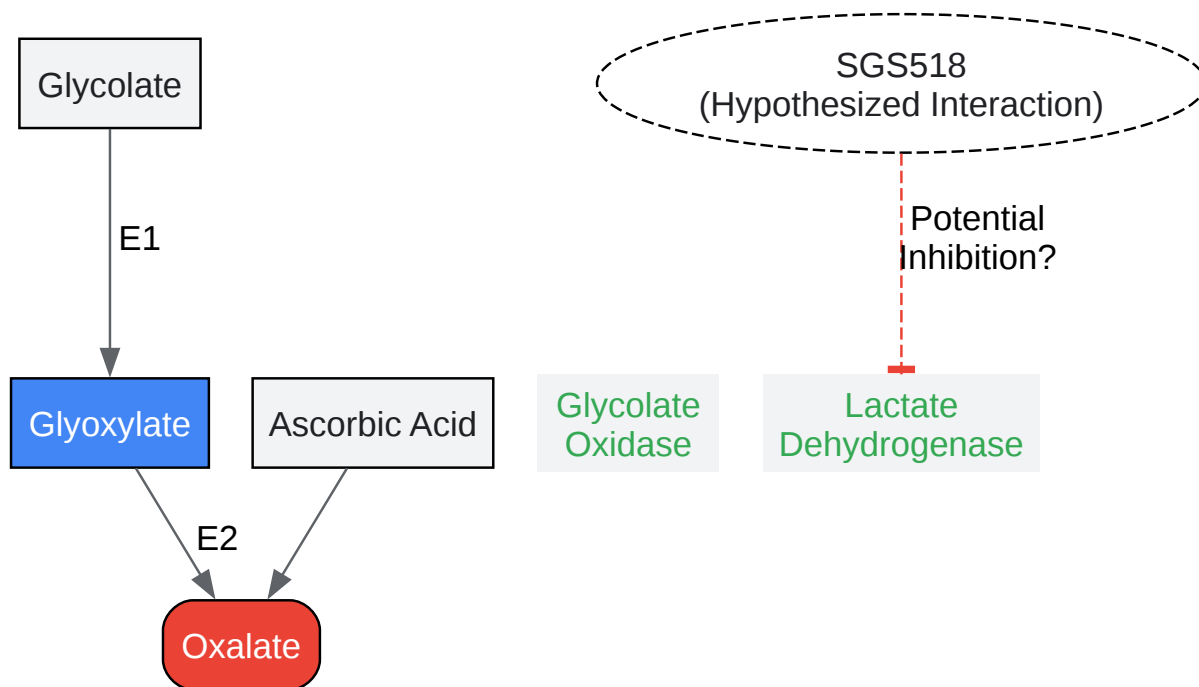 Glycolate
SGS518
(Hypothesized Interaction)
E1
Potential
Inhibition?
Glyoxylate
Ascorbic Acid
Glycolate
Oxidase
Lactate
Dehydrogenase
E2
Oxalate